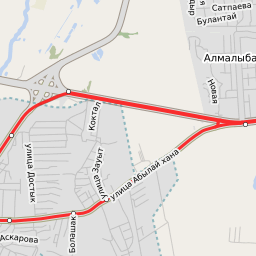 Сатпаева
Булантай
Алмалыба
Новая
Коктал
улица Достык
улица Зауыт
улица Абылай хана
Болашак
Аскарова